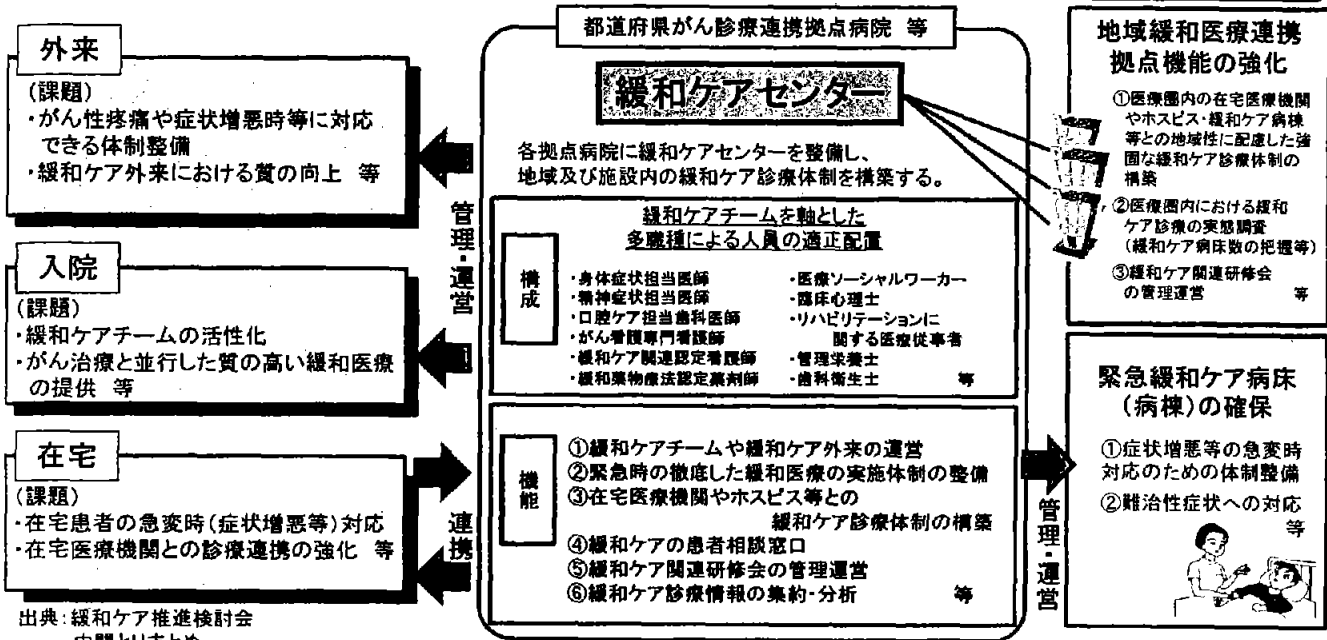 外来
(課題)
・がん性疼痛や症状増悪時等に対応
できる体制整備
・緩和ケア外来における質の向上 等
入院
(課題)
・緩和ケアチームの活性化
・がん治療と並行した質の高い緩和医療
の提供 等
在宅
(課題)
・在宅患者の急変時(症状増悪等)対応
・在宅医療機関との診療連携の強化 等
出典:緩和ケア推進検討会
中間とりまとめ
管理・運営
連携
都道府県がん診療連携拠点病院 等
緩和ケアセンター
各拠点病院に緩和ケアセンターを整備し、
地域及び施設内の緩和ケア診療体制を構築する。
緩和ケアチームを軸とした
多職種による人員の適正配置
構成
・身体症状担当医師
・精神症状担当医師
・口腔ケア担当歯科医師
・がん看護専門看護師
・緩和ケア関連認定看護師
・緩和薬物療法認定薬剤師
・医療ソーシャルワーカー
・臨床心理士
・リハビリテーションに
関する医療従事者
・管理栄養士
・歯科衛生士 等
機能
①緩和ケアチームや緩和ケア外来の運営
②緊急時の徹底した緩和医療の実施体制の整備
③在宅医療機関やホスピス等との
緩和ケア診療体制の構築
④緩和ケアの患者相談窓口
⑤緩和ケア関連研修会の管理運営
⑥緩和ケア診療情報の集約・分析 等
管理・運営
地域緩和医療連携
拠点機能の強化
①医療圏内の在宅医療機関
やホスピス・緩和ケア病棟
等との地域性に配慮した強
固な緩和ケア診療体制の
構築
②医療圏内における緩和
ケア診療の実態調査
(緩和ケア病床数の把握等)
③緩和ケア関連研修会
の管理運営 等
緊急緩和ケア病床
(病棟)の確保
①症状増悪等の急変時
対応のための体制整備
②難治性症状への対応
等